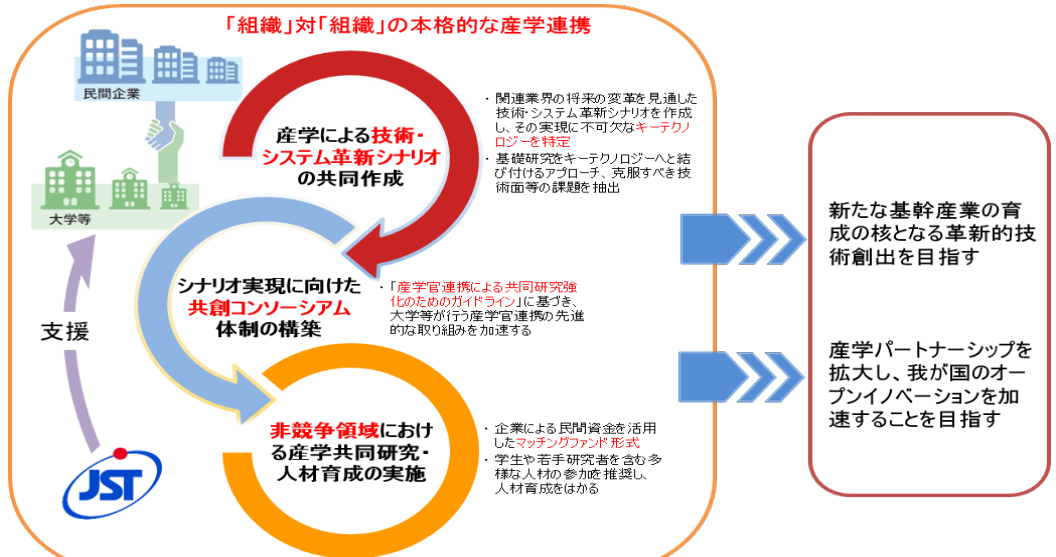 「組織」対「組織」の本格的な産学連携
民間企業
大学等
支援
JST
産学による技術・
システム革新シナリオ
の共同作成
・ 関連業界の将来の変革を見通した
技術・システム革新シナリオを作成
し、その実現に不可欠なキーテクノ
ロジーを特定
・ 基礎研究をキーテクノロジーへと結
び付けるアプローチ、克服すべき技
術面等の課題を抽出
シナリオ実現に向けた
共創コンソーシアム
体制の構築
・ 「産学官連携による共同研究強
化のためのガイドライン」に基づき、
大学等が行う産学官連携の先進
的な取り組みを加速する
非競争領域におけ
る産学共同研究・
人材育成の実施
・ 企業による民間資金を活用
したマッチングファンド形式
・ 学生や若手研究者を含む多
様な人材の参加を推奨し、
人材育成をはかる
新たな基幹産業の育
成の核となる革新的技
術創出を目指す
産学パートナーシップを
拡大し、我が国のオー
プンイノベーションを加
速することを目指す